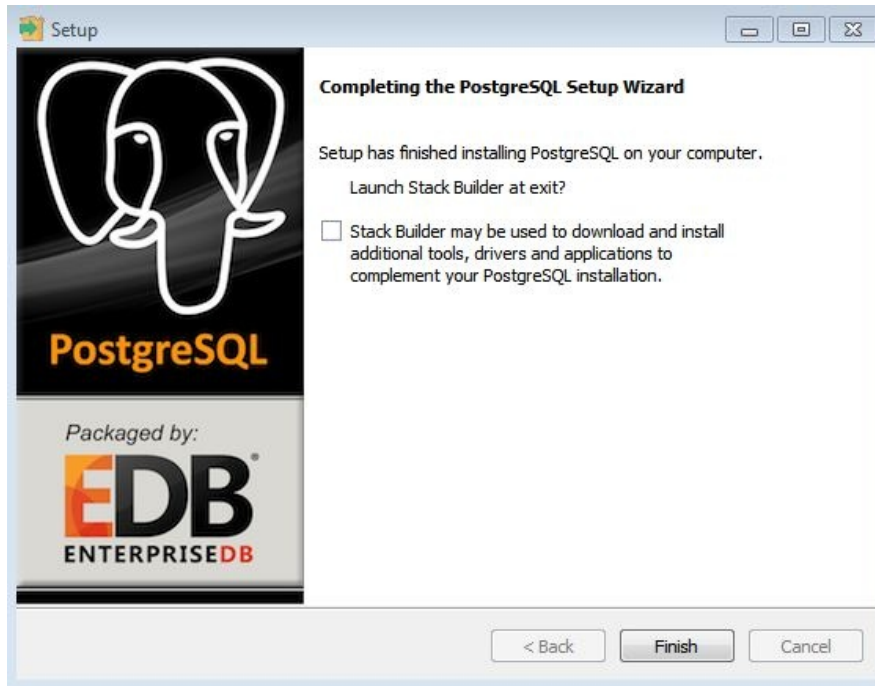 Setup
Completing the PostgreSQL Setup Wizard
Setup has finished installing PostgreSQL on your computer.
Launch Stack Builder at exit?
Stack Builder may be used to download and install
additional tools, drivers and applications to
complement your PostgreSQL installation.
PostgreSQL
Packaged by:
EDB
ENTERPRISEDB
< Back
Finish
Cancel